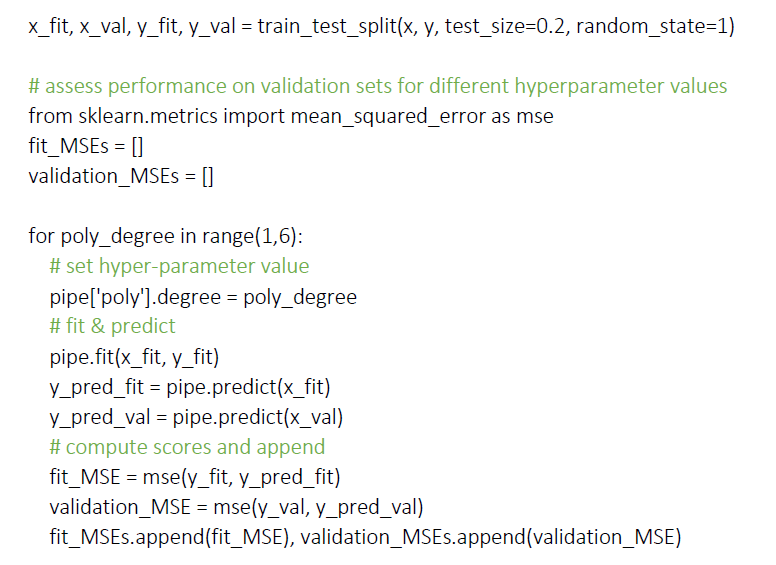 x_fit, x_val, y_fit, y_val = train_test_split(x, y, test_size=0.2, random_state=1)
# assess performance on validation sets for different hyperparameter values
from sklearn.metrics import mean_squared_error as mse
fit_MSEs = []
validation_MSEs = []
for poly_degree in range(1,6):
# set hyper-parameter value
pipe['poly'].degree = poly_degree
# fit & predict
pipe.fit(x_fit, y_fit)
y_pred_fit = pipe.predict(x_fit)
y_pred_val = pipe.predict(x_val)
# compute scores and append
fit_MSE = mse(y_fit, y_pred_fit)
validation_MSE = mse(y_val, y_pred_val)
fit_MSEs.append(fit_MSE), validation_MSEs.append(validation_MSE)